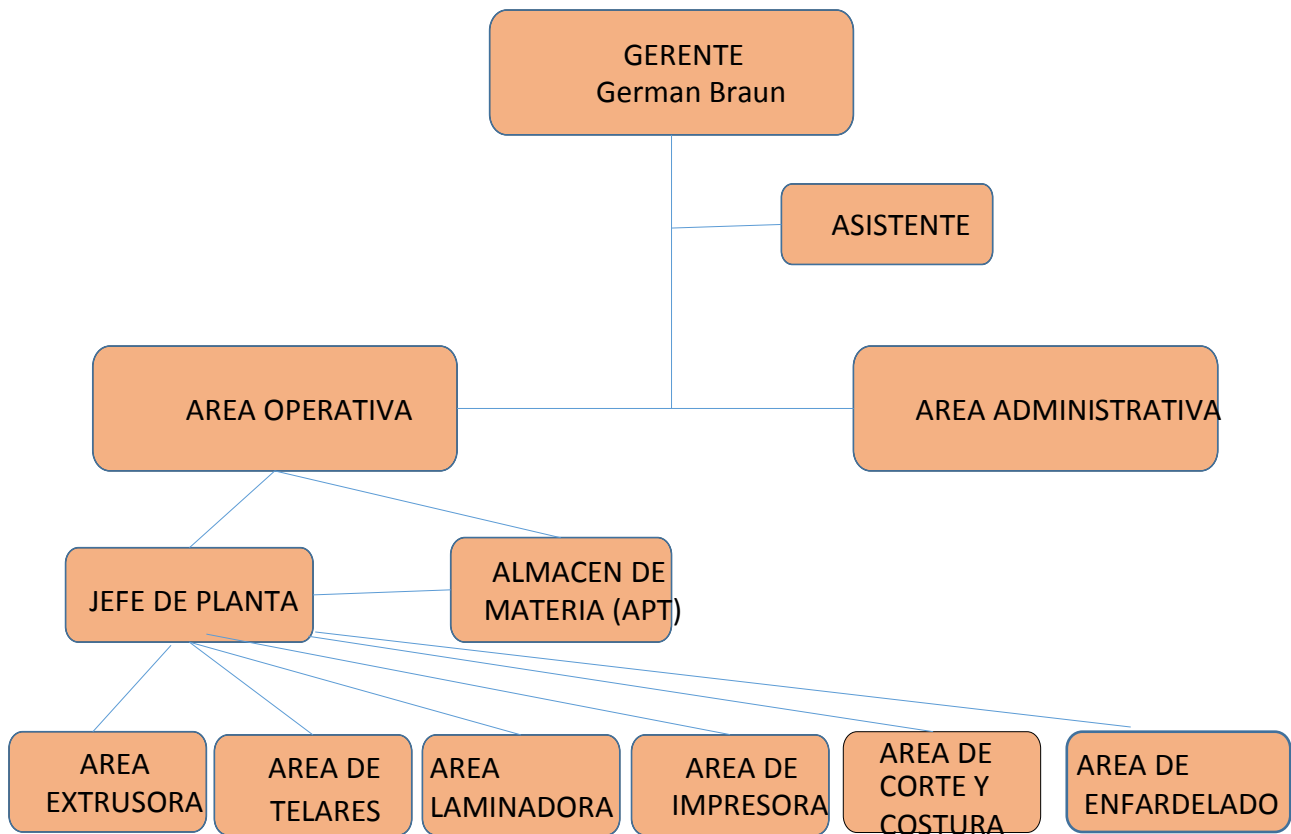 GERENTE
German Braun
ASISTENTE
AREA OPERATIVA
AREA ADMINISTRATIVA
JEFE DE PLANTA
ALMACEN DE
MATERIA (APT)
AREA
EXTRUSORA
AREA DE
TELARES
AREA
LAMINADORA
AREA DE
IMPRESORA
AREA DE
CORTE Y
COSTURA
AREA DE
ENFARDELADO